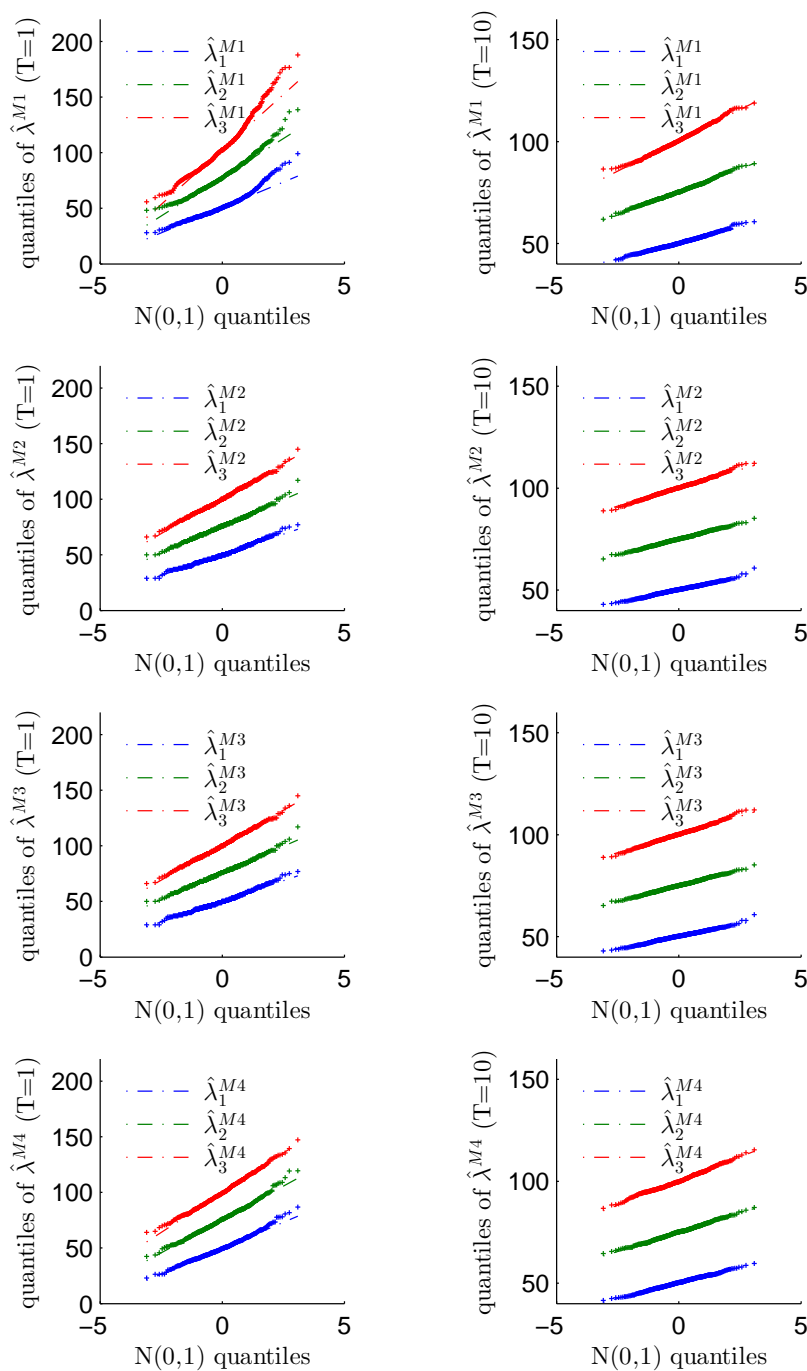 200
150
100
50
0
−5
0
5
quantiles of λ̂^{M1} (T=1)
N(0,1) quantiles
λ̂_1^{M1}
λ̂_2^{M1}
λ̂_3^{M1}
150
100
50
−5
0
5
quantiles of λ̂^{M1} (T=10)
N(0,1) quantiles
λ̂_1^{M1}
λ̂_2^{M1}
λ̂_3^{M1}
200
150
100
50
0
−5
0
5
quantiles of λ̂^{M2} (T=1)
N(0,1) quantiles
λ̂_1^{M2}
λ̂_2^{M2}
λ̂_3^{M2}
150
100
50
−5
0
5
quantiles of λ̂^{M2} (T=10)
N(0,1) quantiles
λ̂_1^{M2}
λ̂_2^{M2}
λ̂_3^{M2}
200
150
100
50
0
−5
0
5
quantiles of λ̂^{M3} (T=1)
N(0,1) quantiles
λ̂_1^{M3}
λ̂_2^{M3}
λ̂_3^{M3}
150
100
50
−5
0
5
quantiles of λ̂^{M3} (T=10)
N(0,1) quantiles
λ̂_1^{M3}
λ̂_2^{M3}
λ̂_3^{M3}
200
150
100
50
0
−5
0
5
quantiles of λ̂^{M4} (T=1)
N(0,1) quantiles
λ̂_1^{M4}
λ̂_2^{M4}
λ̂_3^{M4}
150
100
50
−5
0
5
quantiles of λ̂^{M4} (T=10)
N(0,1) quantiles
λ̂_1^{M4}
λ̂_2^{M4}
λ̂_3^{M4}